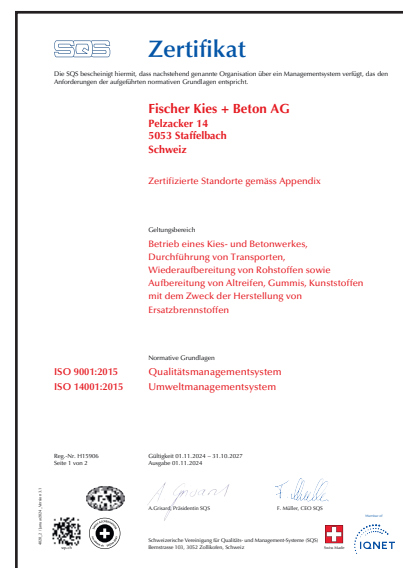 SQS
Zertifikat
Die SQS bescheinigt hiermit, dass nachstehend genannte Organisation über ein Managementsystem verfügt, das den
Anforderungen der aufgeführten normativen Grundlagen entspricht.
Fischer Kies + Beton AG
Pelzacker 14
5053 Staffelbach
Schweiz
Zertifizierte Standorte gemäss Appendix
Geltungsbereich
Betrieb eines Kies- und Betonwerkes,
Durchführung von Transporten,
Wiederaufbereitung von Rohstoffen sowie
Aufbereitung von Altreifen, Gummis, Kunststoffen
mit dem Zweck der Herstellung von
Ersatzbrennstoffen
Normative Grundlagen
ISO 9001:2015 Qualitätsmanagementsystem
ISO 14001:2015 Umweltmanagementsystem
Reg.-Nr. H15906 Gültigkeit 01.11.2024 – 31.10.2027
Seite 1 von 2 Ausgabe 01.11.2024
A. Grisard, Präsidentin SQS F. Müller, CEO SQS
Schweizerische Vereinigung für Qualitäts- und Management-Systeme (SQS)
Bernstrasse 103, 3052 Zollikofen, Schweiz
Swiss Made
Member of
IQNET